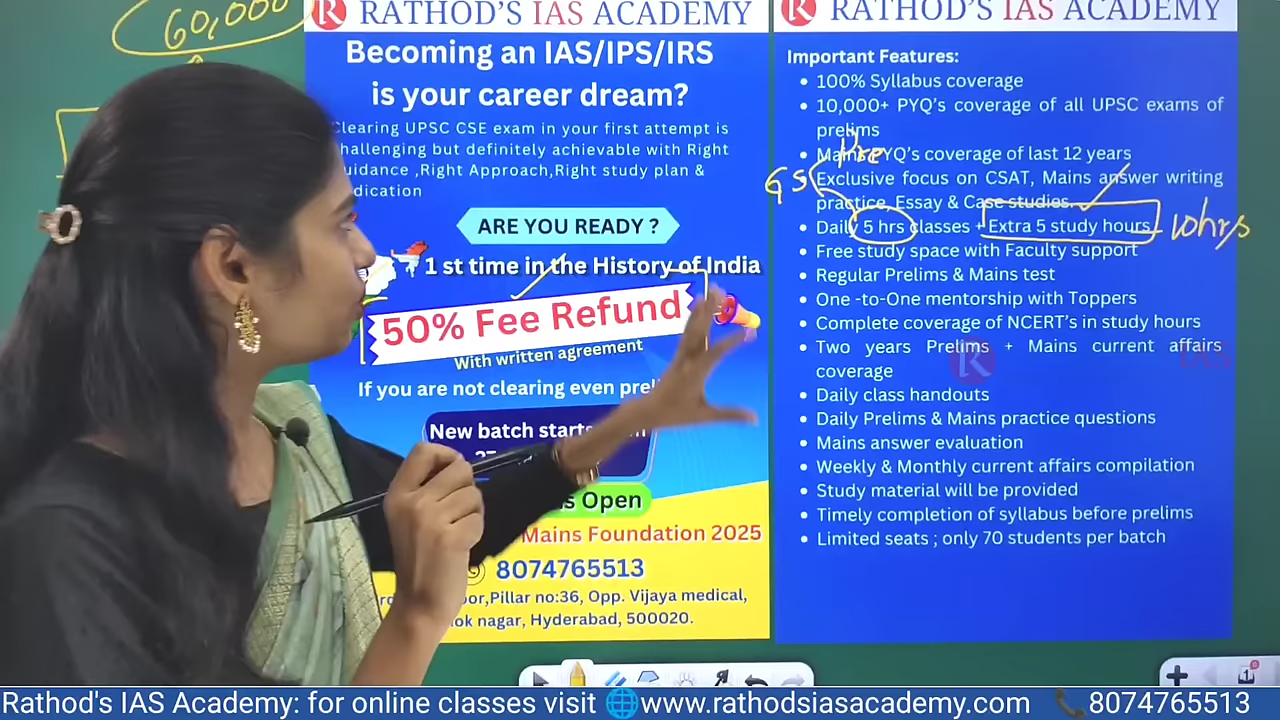 60,000
RATHOD'S IAS ACADEMY
Becoming an IAS/IPS/IRS
is your career dream?
Clearing UPSC CSE exam in your first attempt is
challenging but definitely achievable with Right
Guidance ,Right Approach,Right study plan &
dedication
ARE YOU READY ?
1 st time in the History of India
50% Fee Refund
With written agreement
If you are not clearing even
New batch starts
Open
Mains Foundation 2025
8074765513
Pillar no:36, Opp. Vijaya medical,
nagar, Hyderabad, 500020.
R RATHOD'S IAS ACADEMY
Important Features:
• 100% Syllabus coverage
• 10,000+ PYQ's coverage of all UPSC exams of
prelims
• Mains PYQ's coverage of last 12 years
Pre
GS
Exclusive focus on CSAT, Mains answer writing
practice, Essay & Case studies.
• Daily 5 hrs classes + Extra 5 study hours
10hrs
• Free study space with Faculty support
• Regular Prelims & Mains test
• One -to-One mentorship with Toppers
• Complete coverage of NCERT's in study hours
• Two years Prelims + Mains current affairs
coverage
IAS
• Daily class handouts
• Daily Prelims & Mains practice questions
• Mains answer evaluation
• Weekly & Monthly current affairs compilation
• Study material will be provided
• Timely completion of syllabus before prelims
• Limited seats ; only 70 students per batch
1
Rathod's IAS Academy: for online classes visit www.rathodsiasacademy.com 8074765513